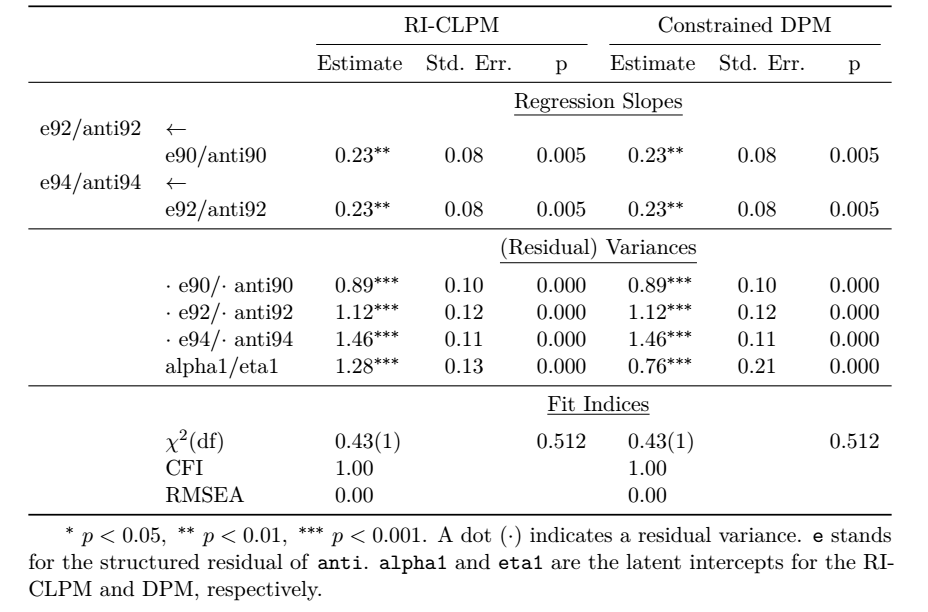 RI-CLPM Constrained DPM
Estimate Std. Err. p Estimate Std. Err. p
Regression Slopes
e92/anti92 ←
e90/anti90 0.23** 0.08 0.005 0.23** 0.08 0.005
e94/anti94 ←
e92/anti92 0.23** 0.08 0.005 0.23** 0.08 0.005
(Residual) Variances
· e90/· anti90 0.89*** 0.10 0.000 0.89*** 0.10 0.000
· e92/· anti92 1.12*** 0.12 0.000 1.12*** 0.12 0.000
· e94/· anti94 1.46*** 0.11 0.000 1.46*** 0.11 0.000
alpha1/eta1 1.28*** 0.13 0.000 0.76*** 0.21 0.000
Fit Indices
χ²(df) 0.43(1) 0.512 0.43(1) 0.512
CFI 1.00 1.00
RMSEA 0.00 0.00
* p < 0.05, ** p < 0.01, *** p < 0.001. A dot (·) indicates a residual variance. e stands
for the structured residual of anti. alpha1 and eta1 are the latent intercepts for the RI-
CLPM and DPM, respectively.